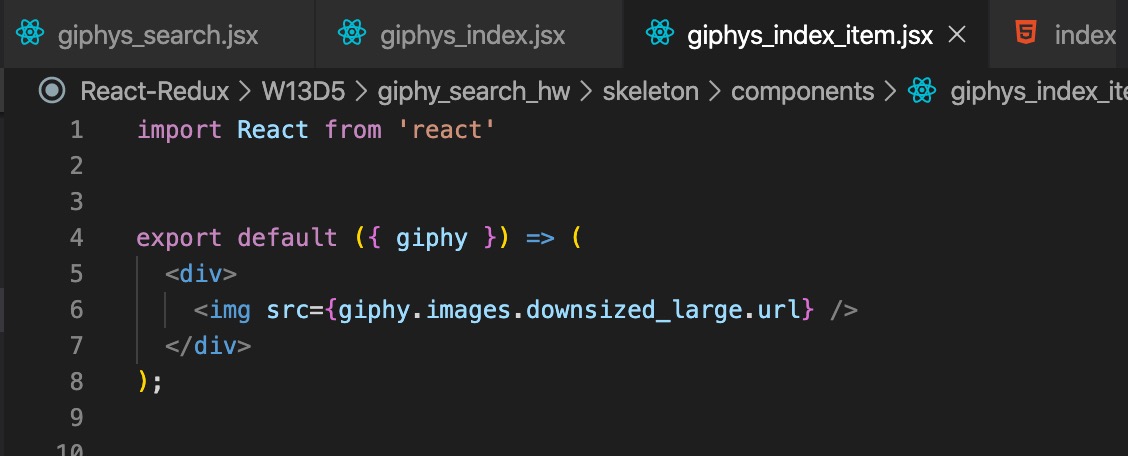 giphys_search.jsx giphys_index.jsx giphys_index_item.jsx index
React-Redux > W13D5 > giphy_search_hw > skeleton > components > giphys_index_ite
1 import React from 'react'
2
3
4 export default ({ giphy }) => (
5 <div>
6 <img src={giphy.images.downsized_large.url} />
7 </div>
8 );
9
10